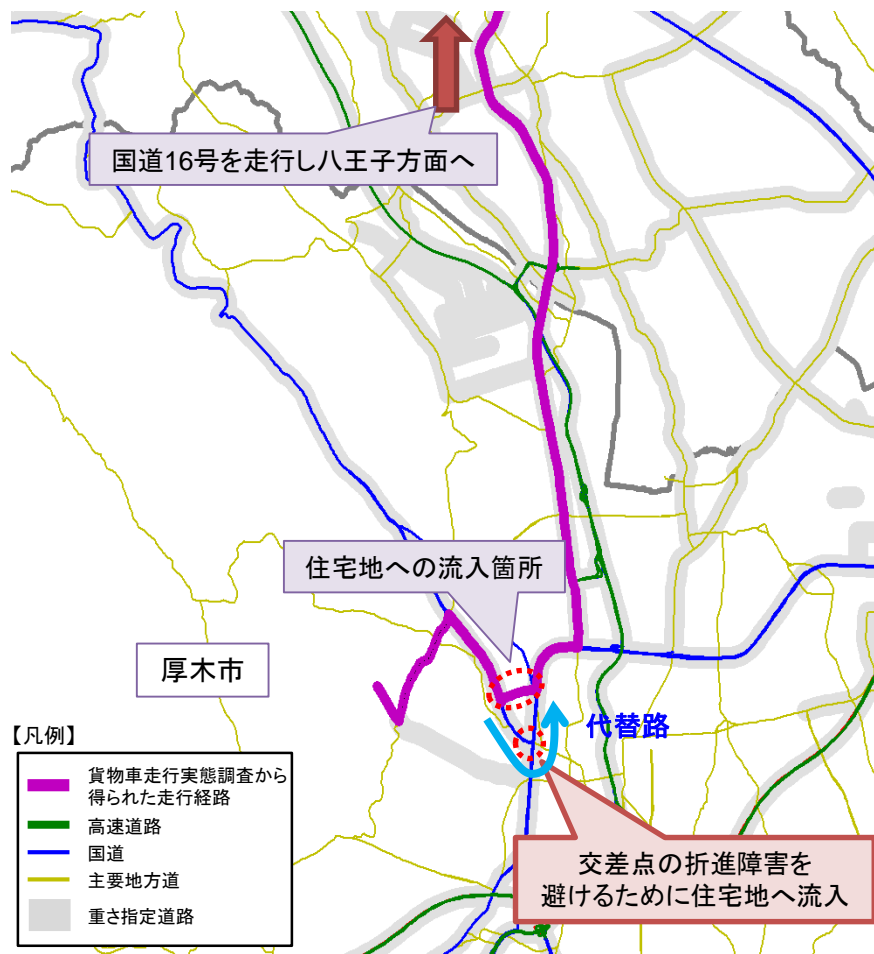 国道16号を走行し八王子方面へ
住宅地への流入箇所
厚木市
代替路
【凡例】
貨物車走行実態調査から
得られた走行経路
高速道路
国道
主要地方道
重さ指定道路
交差点の折進障害を
避けるために住宅地へ流入